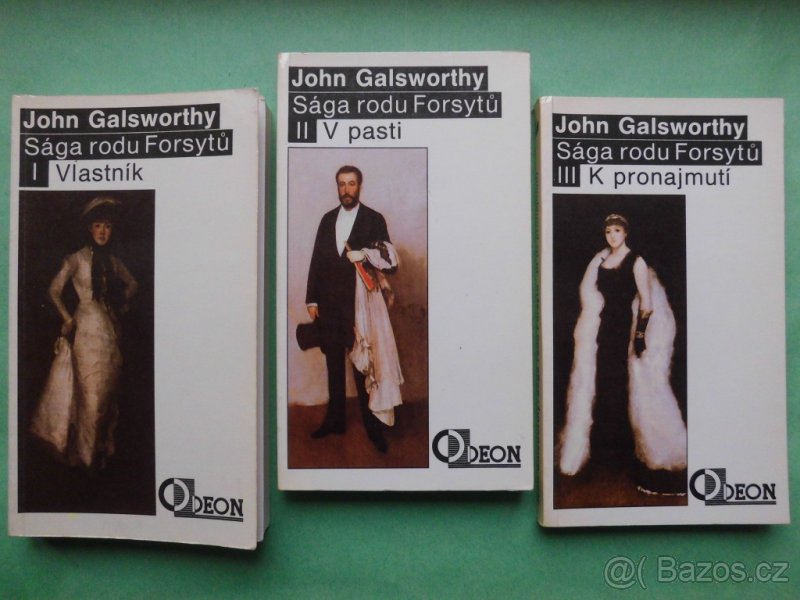 John Galsworthy
Sága rodu Forsytů
I Vlastník
ODEON
John Galsworthy
Sága rodu Forsytů
II V pasti
ODEON
John Galsworthy
Sága rodu Forsytů
III K pronajmutí
ODEON
@( Bazos.cz